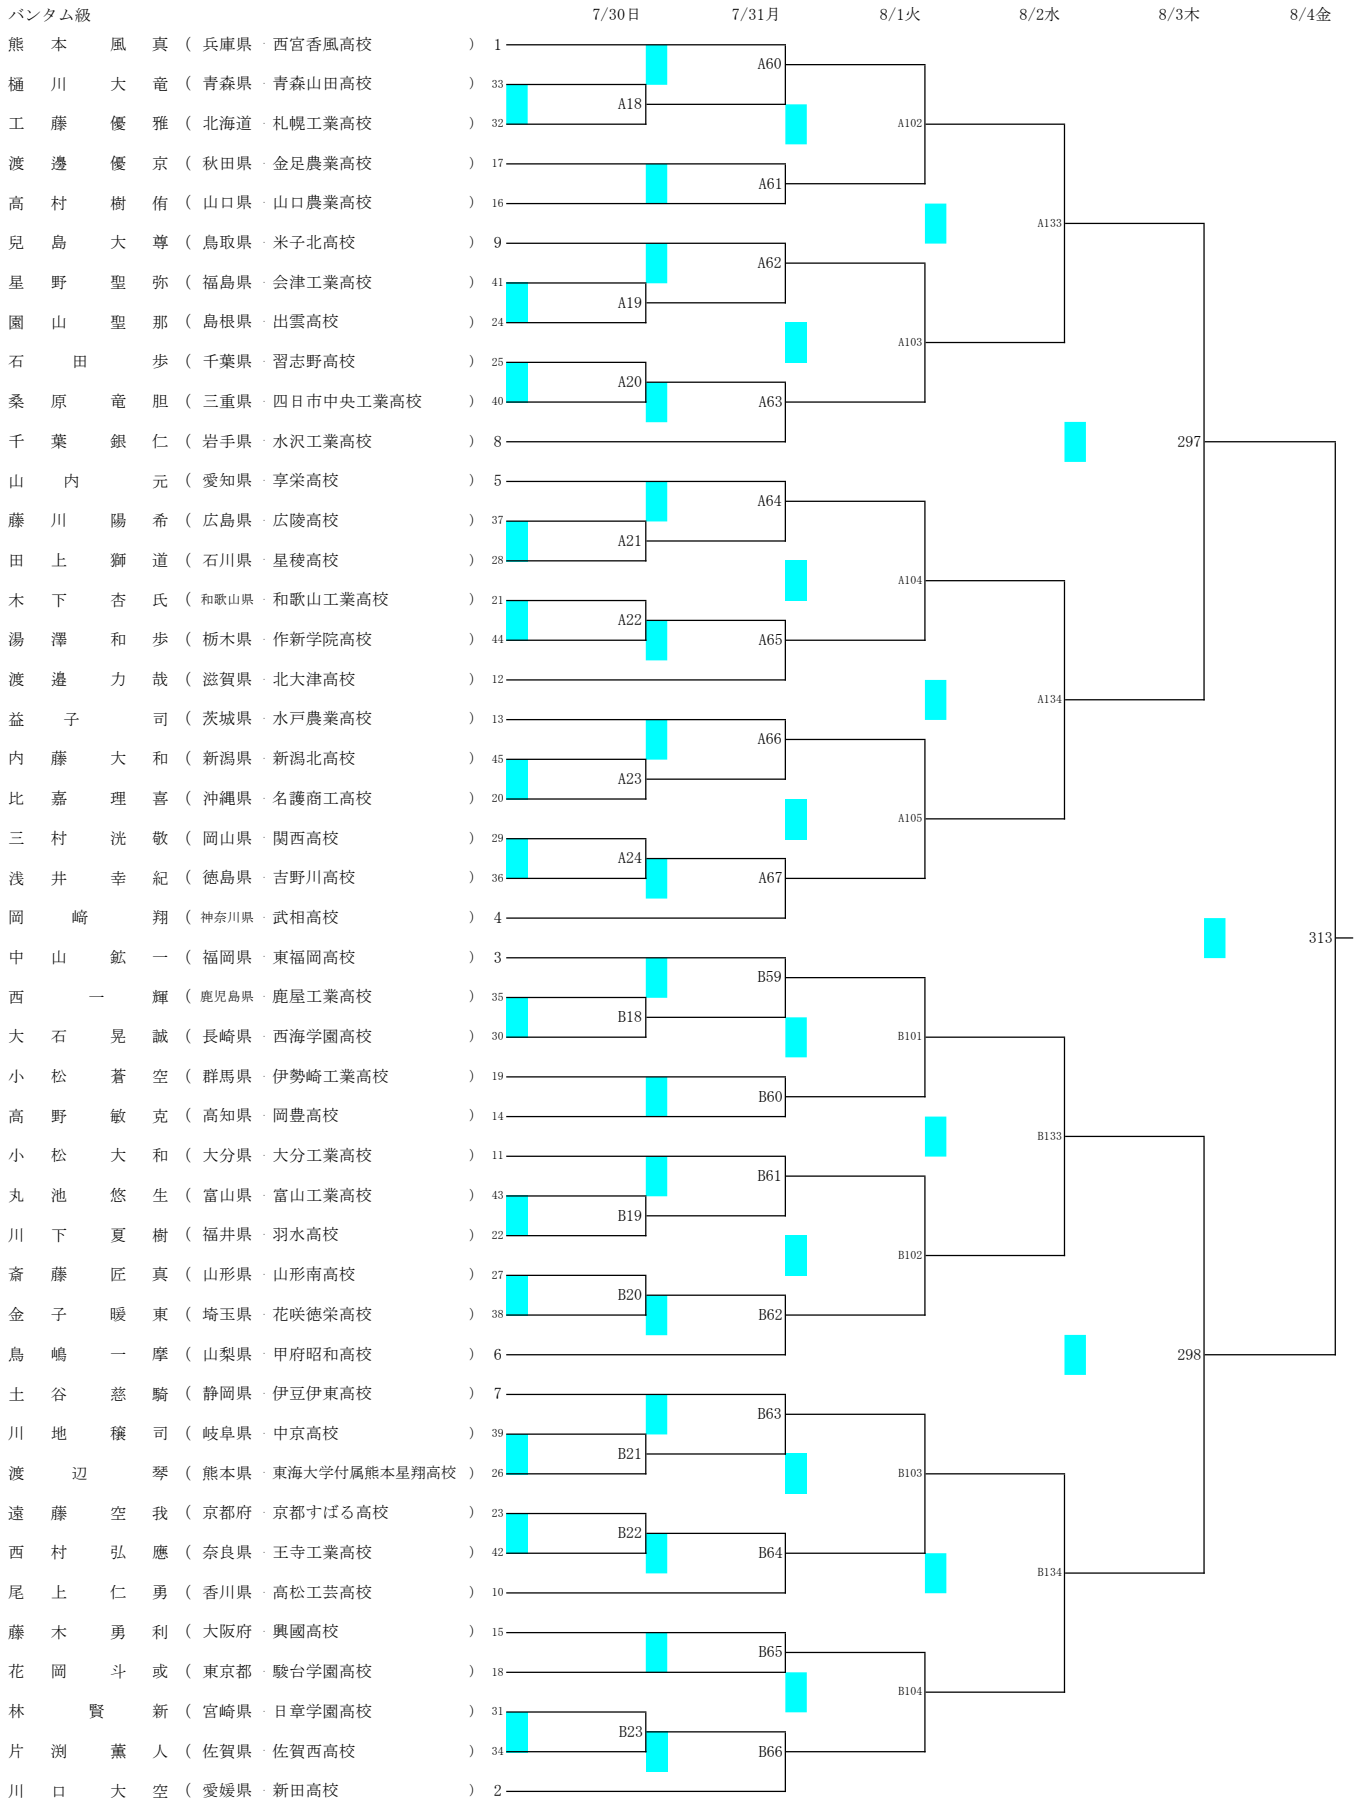 バンタム級 7/30日 7/31月 8/1火 8/2水 8/3木 8/4金
熊本風真 ( 兵庫県 · 西宮香風高校 ) 1
A60
樋川大竜 ( 青森県 · 青森山田高校 ) 33
A18
工藤優雅 ( 北海道 · 札幌工業高校 ) 32 A102
渡邊優京 ( 秋田県 · 金足農業高校 ) 17
A61
高村樹侑 ( 山口県 · 山口農業高校 ) 16
A133
兒島大尊 ( 鳥取県 · 米子北高校 ) 9
A62
星野聖弥 ( 福島県 · 会津工業高校 ) 41
A19
園山聖那 ( 島根県 · 出雲高校 ) 24
A103
石田歩 ( 千葉県 · 習志野高校 ) 25
A20
桑原竜胆 ( 三重県 · 四日市中央工業高校 ) 40 A63
千葉銀仁 ( 岩手県 · 水沢工業高校 ) 8 297
山内元 ( 愛知県 · 享栄高校 ) 5
A64
藤川陽希 ( 広島県 · 広陵高校 ) 37
A21
田上獅道 ( 石川県 · 星稜高校 ) 28
A104
木下杏氏 ( 和歌山県 · 和歌山工業高校 ) 21
A22
湯澤和歩 ( 栃木県 · 作新学院高校 ) 44 A65
渡邉力哉 ( 滋賀県 · 北大津高校 ) 12
A134
益子司 ( 茨城県 · 水戸農業高校 ) 13
A66
内藤大和 ( 新潟県 · 新潟北高校 ) 45
A23
比嘉理喜 ( 沖縄県 · 名護商工高校 ) 20
A105
三村洸敬 ( 岡山県 · 関西高校 ) 29
A24
浅井幸紀 ( 徳島県 · 吉野川高校 ) 36 A67
岡﨑翔 ( 神奈川県 · 武相高校 ) 4
313
中山鉱一 ( 福岡県 · 東福岡高校 ) 3
B59
西一輝 ( 鹿児島県 · 鹿屋工業高校 ) 35
B18
大石晃誠 ( 長崎県 · 西海学園高校 ) 30 B101
小松蒼空 ( 群馬県 · 伊勢崎工業高校 ) 19
B60
高野敏克 ( 高知県 · 岡豊高校 ) 14
B133
小松大和 ( 大分県 · 大分工業高校 ) 11
B61
丸池悠生 ( 富山県 · 富山工業高校 ) 43
B19
川下夏樹 ( 福井県 · 羽水高校 ) 22
B102
斎藤匠真 ( 山形県 · 山形南高校 ) 27
B20
金子暖東 ( 埼玉県 · 花咲徳栄高校 ) 38 B62
鳥嶋一摩 ( 山梨県 · 甲府昭和高校 ) 6 298
土谷慈騎 ( 静岡県 · 伊豆伊東高校 ) 7
B63
川地穣司 ( 岐阜県 · 中京高校 ) 39
B21
渡辺琴 ( 熊本県 · 東海大学付属熊本星翔高校 ) 26 B103
遠藤空我 ( 京都府 · 京都すばる高校 ) 23
B22
西村弘應 ( 奈良県 · 王寺工業高校 ) 42 B64
B134
尾上仁勇 ( 香川県 · 高松工芸高校 ) 10
藤木勇利 ( 大阪府 · 興國高校 ) 15
B65
花岡斗或 ( 東京都 · 駿台学園高校 ) 18
B104
林賢新 ( 宮崎県 · 日章学園高校 ) 31
B23
片渕薫人 ( 佐賀県 · 佐賀西高校 ) 34 B66
川口大空 ( 愛媛県 · 新田高校 ) 2